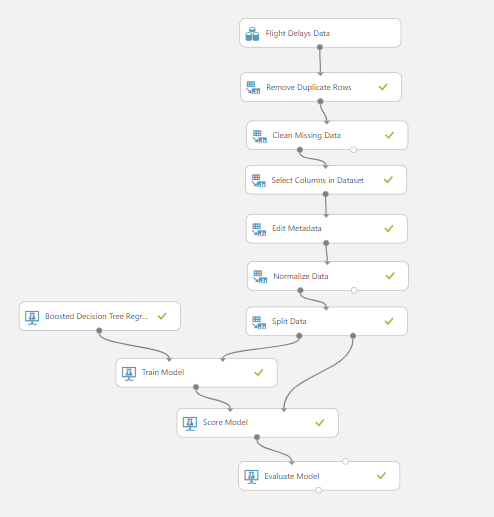 Flight Delays Data
Remove Duplicate Rows
Clean Missing Data
Select Columns in Dataset
Edit Metadata
Normalize Data
Boosted Decision Tree Regr...
Split Data
Train Model
Score Model
Evaluate Model